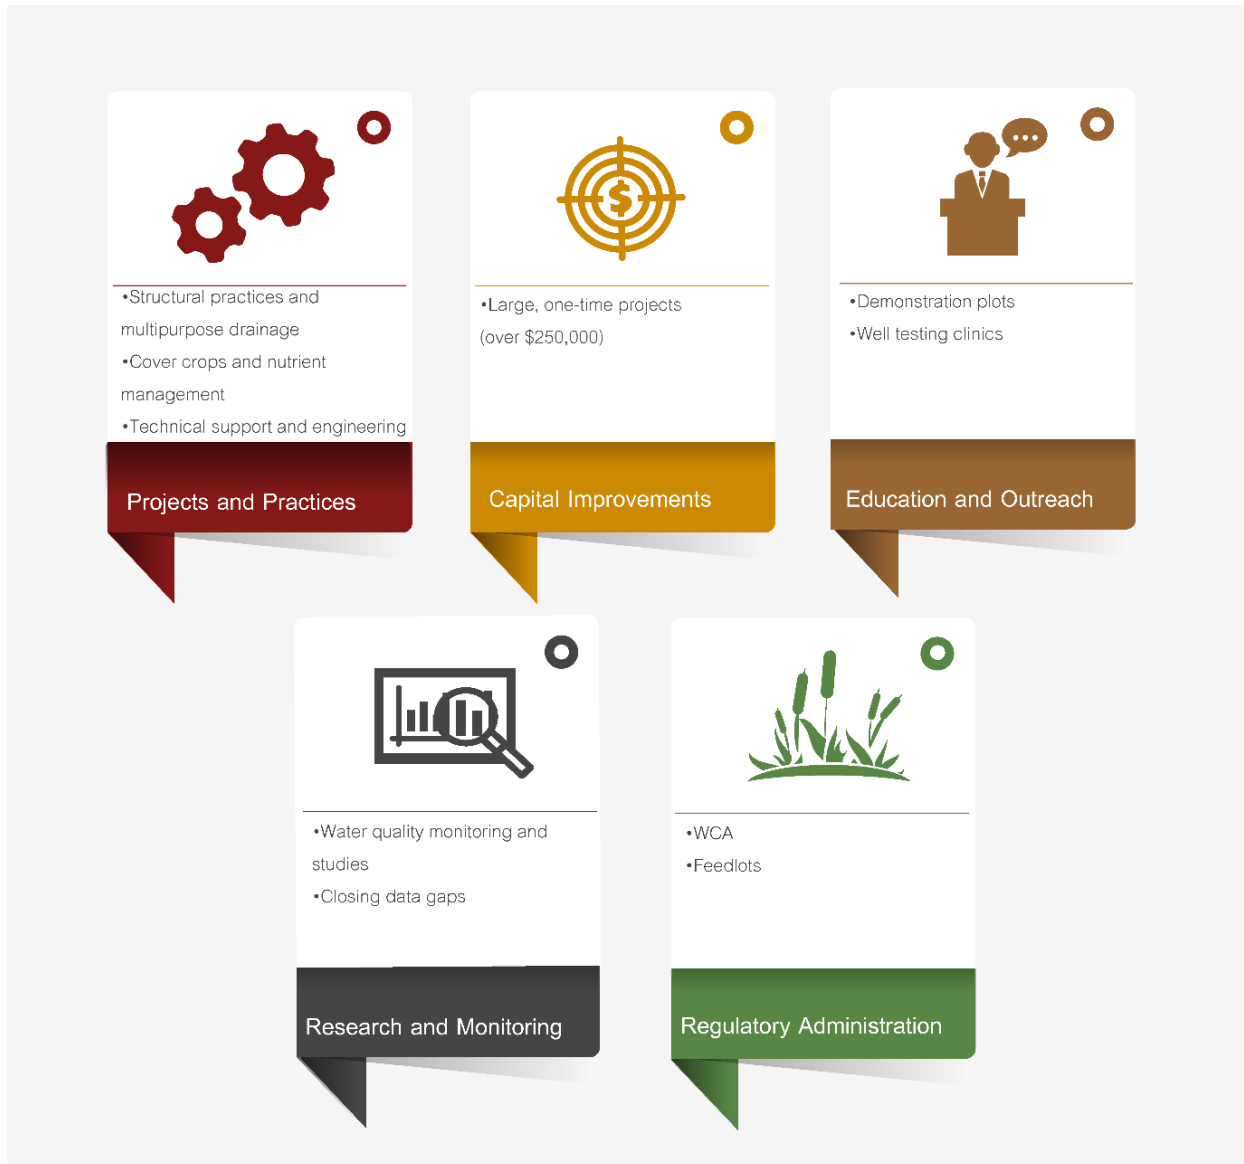 •Structural practices and
multipurpose drainage
•Cover crops and nutrient
management
•Technical support and engineering
Projects and Practices
$
•Large, one-time projects
(over $250,000)
Capital Improvements
•Demonstration plots
•Well testing clinics
Education and Outreach
•Water quality monitoring and
studies
•Closing data gaps
Research and Monitoring
•WCA
•Feedlots
Regulatory Administration